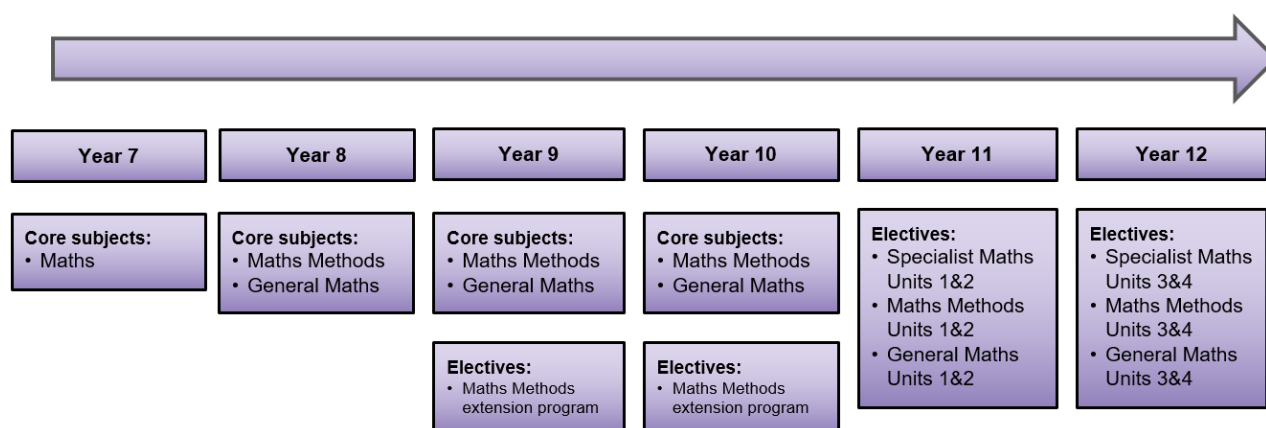 Year 7
Year 8
Year 9
Year 10
Year 11
Year 12
Core subjects:
• Maths
Core subjects:
• Maths Methods
• General Maths
Core subjects:
• Maths Methods
• General Maths
Core subjects:
• Maths Methods
• General Maths
Electives:
• Specialist Maths
Units 1&2
• Maths Methods
Units 1&2
• General Maths
Units 1&2
Electives:
• Specialist Maths
Units 3&4
• Maths Methods
Units 3&4
• General Maths
Units 3&4
Electives:
• Maths Methods
extension program
Electives:
• Maths Methods
extension program